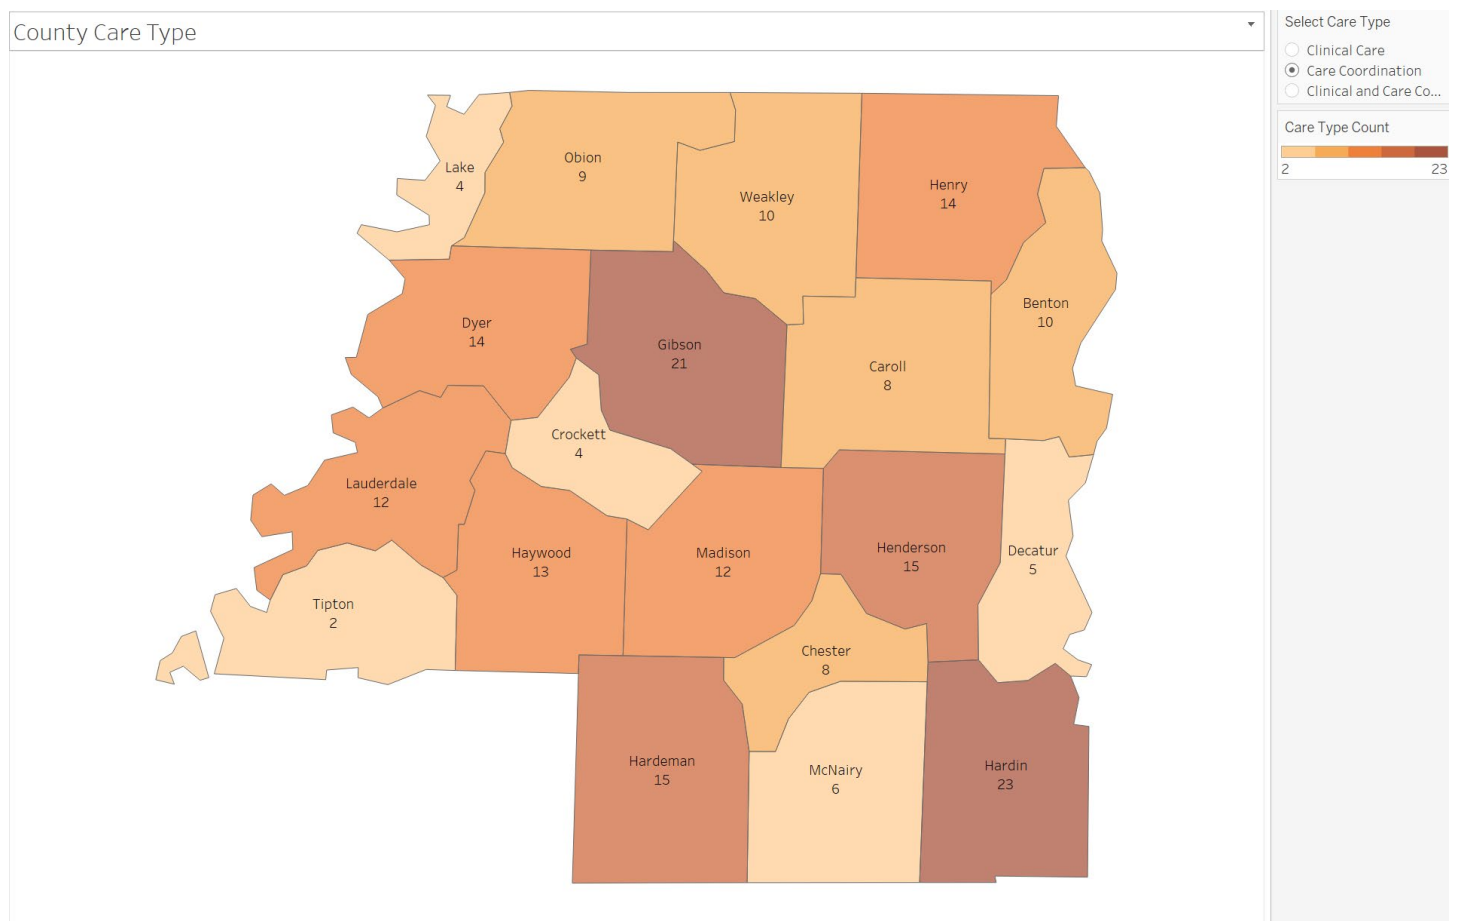 County Care Type
Select Care Type
Clinical Care
Care Coordination
Clinical and Care Co...
Care Type Count
2
23
Lake
4
Obion
9
Weakley
10
Henry
14
Benton
10
Dyer
14
Gibson
21
Caroll
8
Crockett
4
Lauderdale
12
Haywood
13
Madison
12
Henderson
15
Decatur
5
Tipton
2
Chester
8
Hardeman
15
McNairy
6
Hardin
23